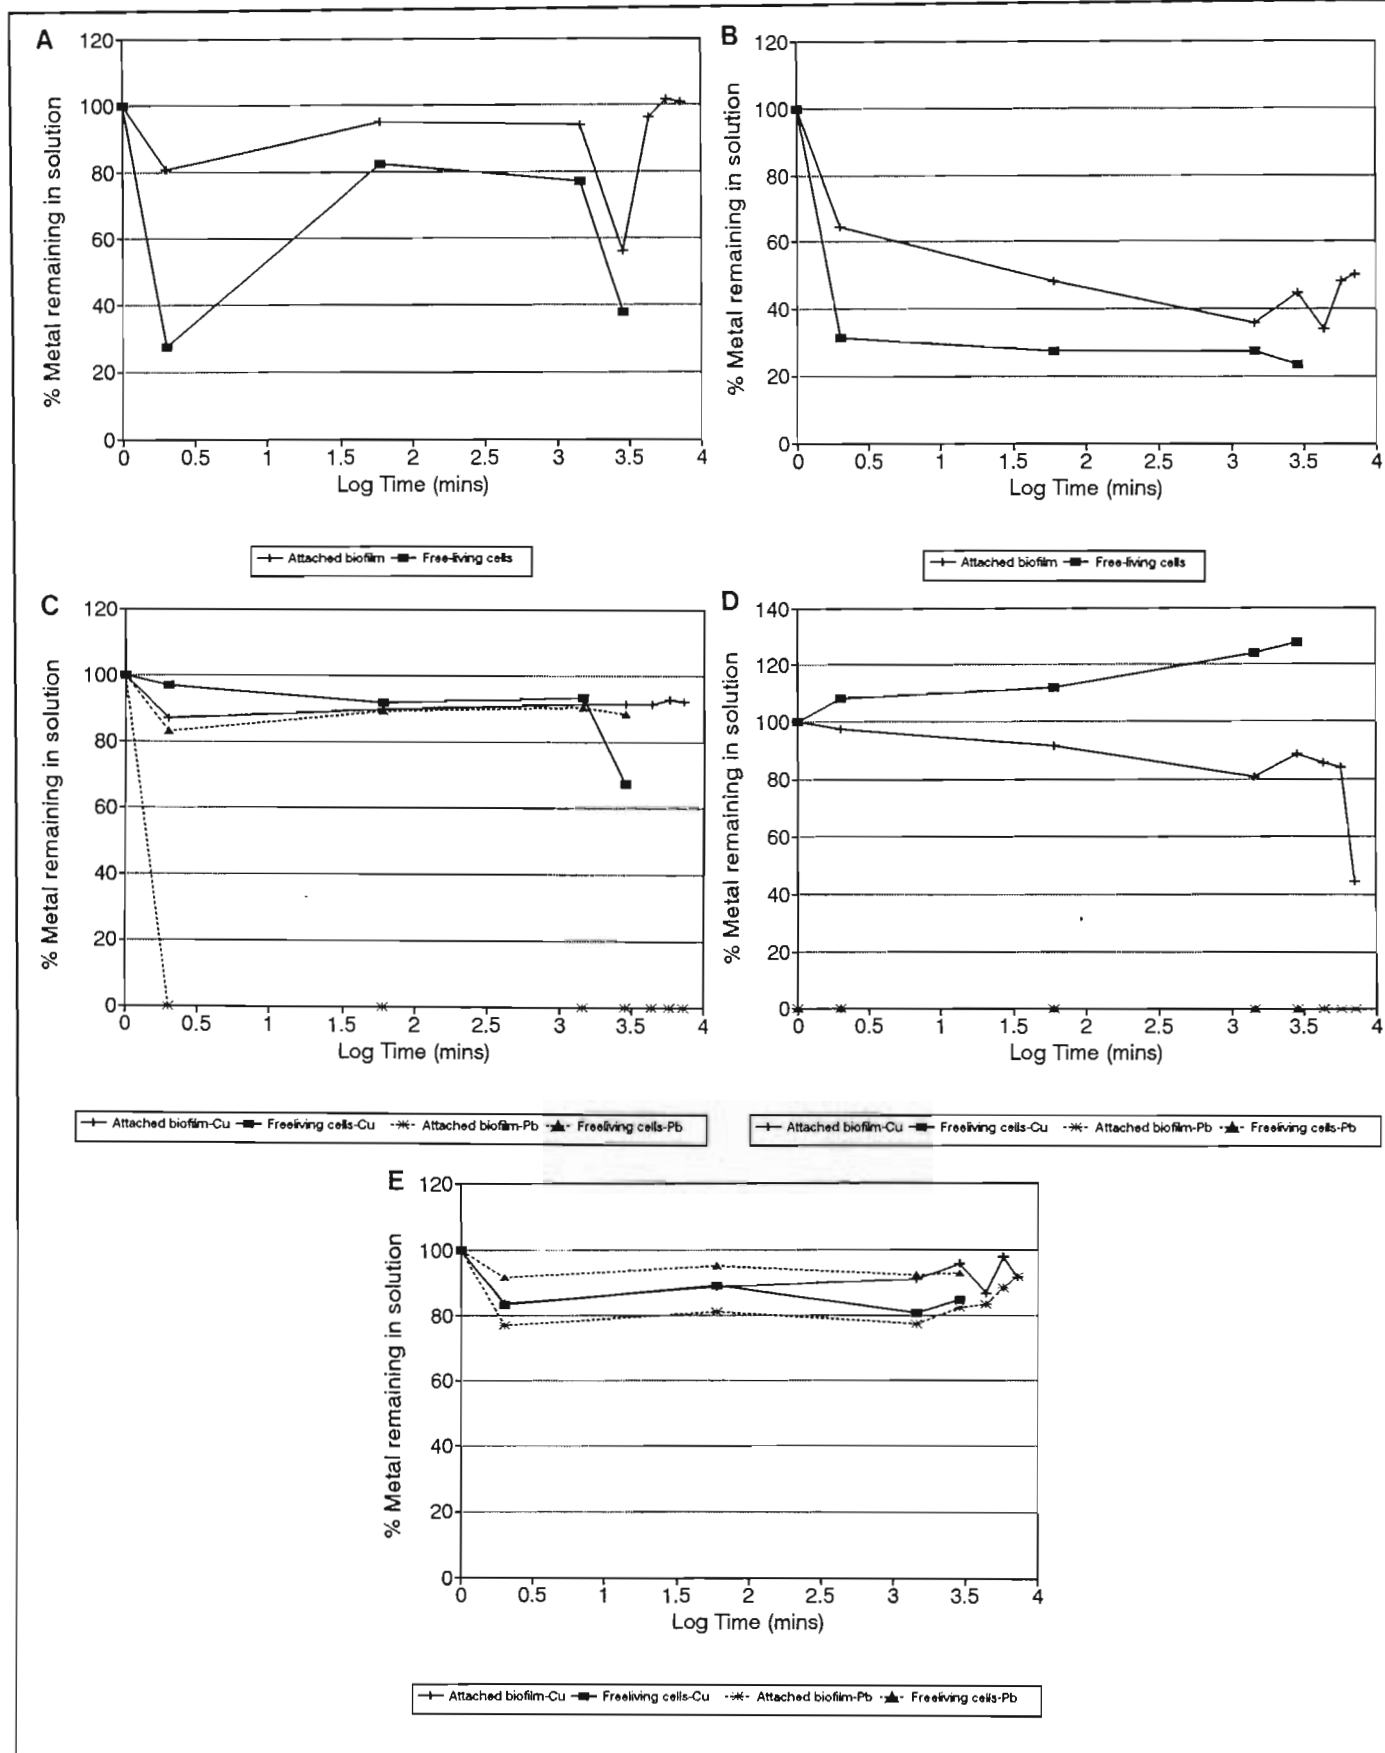 A
120
100
80
60
40
20
0
% Metal remaining in solution
0 0.5 1 1.5 2 2.5 3 3.5 4
Log Time (mins)
Attached biofilm Free-living cells
B
120
100
80
60
40
20
0
% Metal remaining in solution
0 0.5 1 1.5 2 2.5 3 3.5 4
Log Time (mins)
Attached biofilm Free-living cells
C
120
100
80
60
40
20
0
% Metal remaining in solution
0 0.5 1 1.5 2 2.5 3 3.5 4
Log Time (mins)
Attached biofilm-Cu Freeliving cells-Cu Attached biofilm-Pb Freeliving cells-Pb
D
140
120
100
80
60
40
20
0
% Metal remaining in solution
0 0.5 1 1.5 2 2.5 3 3.5 4
Log Time (mins)
Attached biofilm-Cu Freeliving cells-Cu Attached biofilm-Pb Freeliving cells-Pb
E
120
100
80
60
40
20
0
% Metal remaining in solution
0 0.5 1 1.5 2 2.5 3 3.5 4
Log Time (mins)
Attached biofilm-Cu Freeliving cells-Cu Attached biofilm-Pb Freeliving cells-Pb